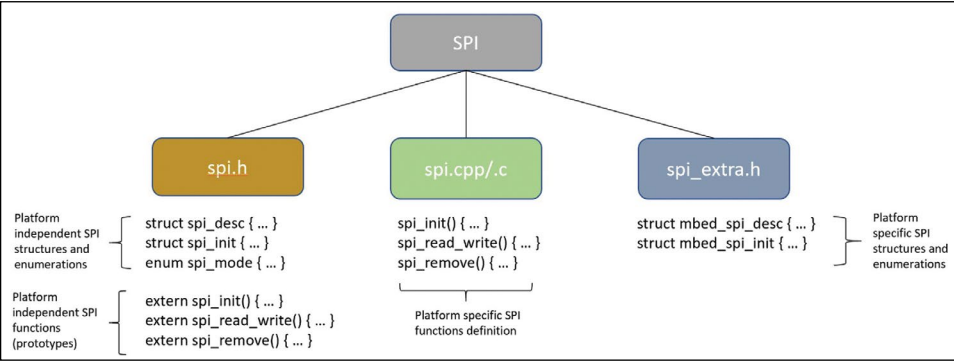 SPI
spi.h
spi.cpp/.c
spi_extra.h
Platform
independent SPI
structures and
enumerations
struct spi_desc { ... }
struct spi_init { ... }
enum spi_mode { ... }
Platform
independent SPI
functions
(prototypes)
extern spi_init() { ... }
extern spi_read_write() { ... }
extern spi_remove() { ... }
spi_init() { ... }
spi_read_write() { ... }
spi_remove() { ... }
Platform specific SPI
functions definition
struct mbed_spi_desc { ... }
struct mbed_spi_init { ... }
Platform
specific SPI
structures and
enumerations